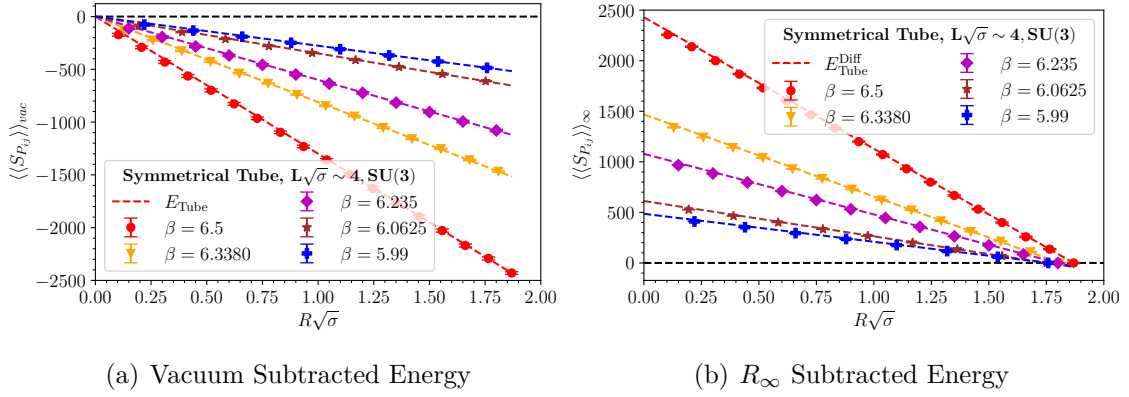 0
−500
−1000
−1500
−2000
−2500
⟨⟨S_{P_{ij}}⟩⟩_{vac}
Symmetrical Tube, L√σ ∼ 4, SU(3)
E_{Tube}
β = 6.5
β = 6.3380
β = 6.235
β = 6.0625
β = 5.99
0.00 0.25 0.50 0.75 1.00 1.25 1.50 1.75 2.00
R√σ
(a) Vacuum Subtracted Energy
2500
2000
1500
1000
500
0
⟨⟨S_{P_{ij}}⟩⟩_∞
Symmetrical Tube, L√σ ∼ 4, SU(3)
E^{Diff}_{Tube}
β = 6.5
β = 6.3380
β = 6.235
β = 6.0625
β = 5.99
0.00 0.25 0.50 0.75 1.00 1.25 1.50 1.75 2.00
R√σ
(b) R_∞ Subtracted Energy